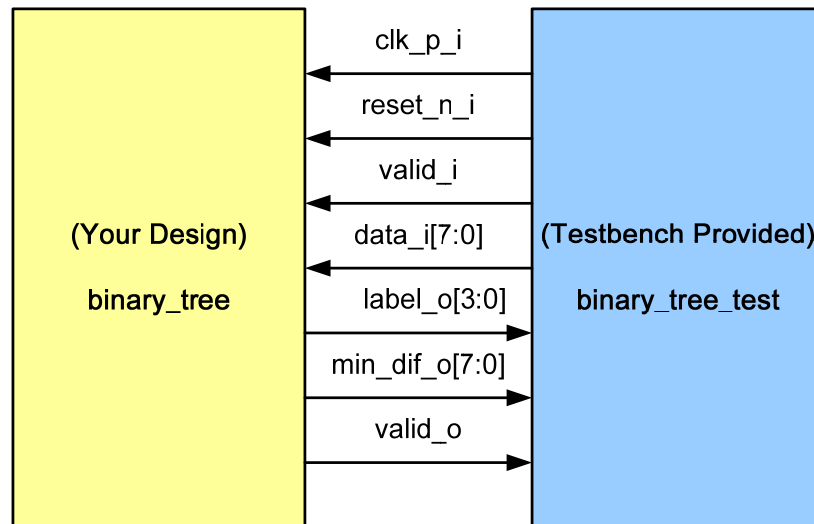 clk_p_i
reset_n_i
valid_i
(Your Design)
data_i[7:0]
(Testbench Provided)
binary_tree
label_o[3:0]
binary_tree_test
min_dif_o[7:0]
valid_o